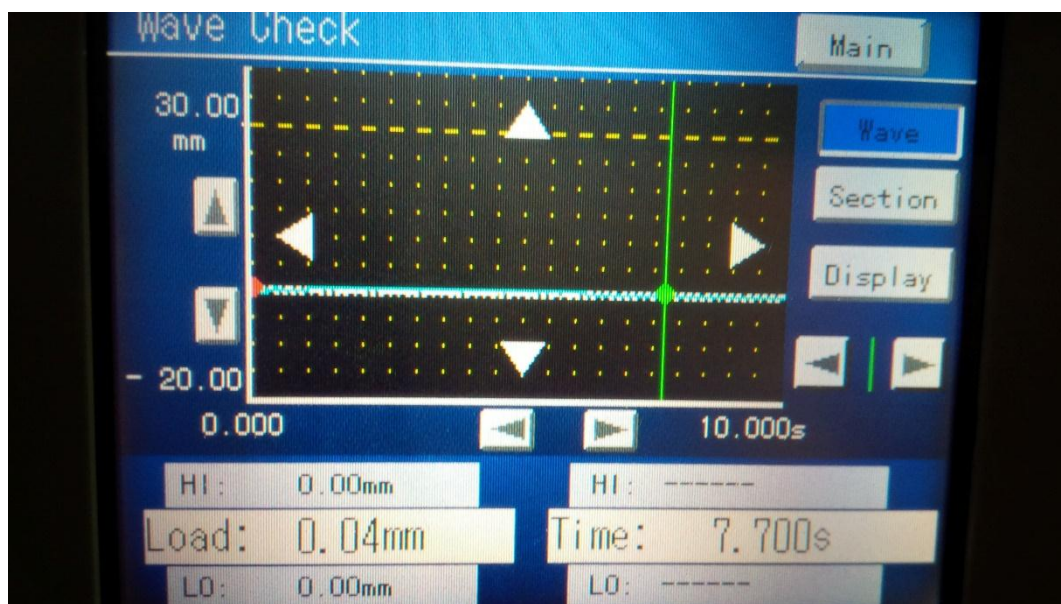 Wave Check
Main
30.00
mm
Wave
Section
Display
- 20.00
0.000
10.000s
HI: 0.00mm
HI: ------
Load: 0.04mm
Time: 7.700s
LO: 0.00mm
LO: ------